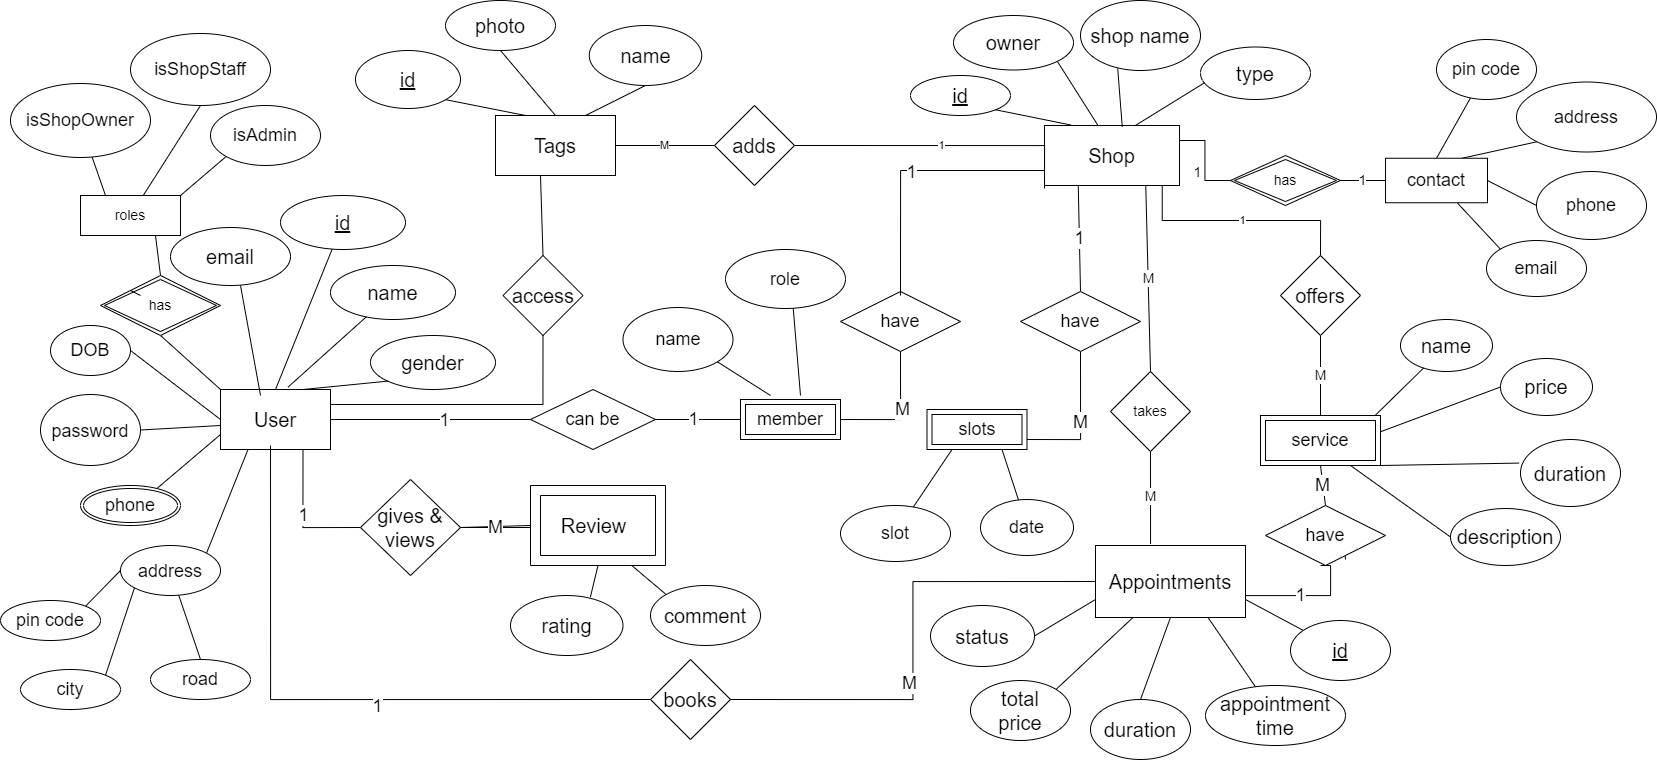 photo
name
id
Tags
owner
shop name
type
id
Shop
pin code
address
phone
email
contact
1
has
1
M
adds
1
isShopStaff
isShopOwner
isAdmin
roles
has
id
email
name
gender
DOB
password
phone
User
address
pin code
city
road
access
1
can be
1
name
role
member
1
have
M
1
have
M
slots
slot
date
M
takes
M
1
offers
M
name
price
duration
description
service
M
have
1
1
gives &
views
M
Review
rating
comment
1
books
M
Appointments
status
total
price
duration
appointment
time
id